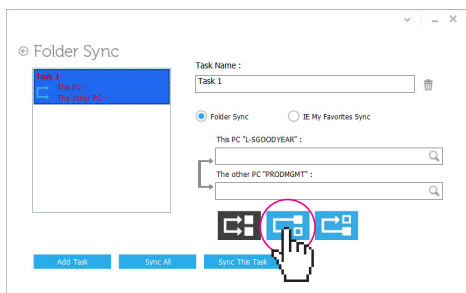 Folder Sync
Task 1
This PC -
The other PC -
Task Name :
Task 1
Folder Sync
IE My Favorites Sync
This PC "L-SGOODYEAR" :
The other PC "PRODMGMT" :
Add Task
Sync All
Sync This Task